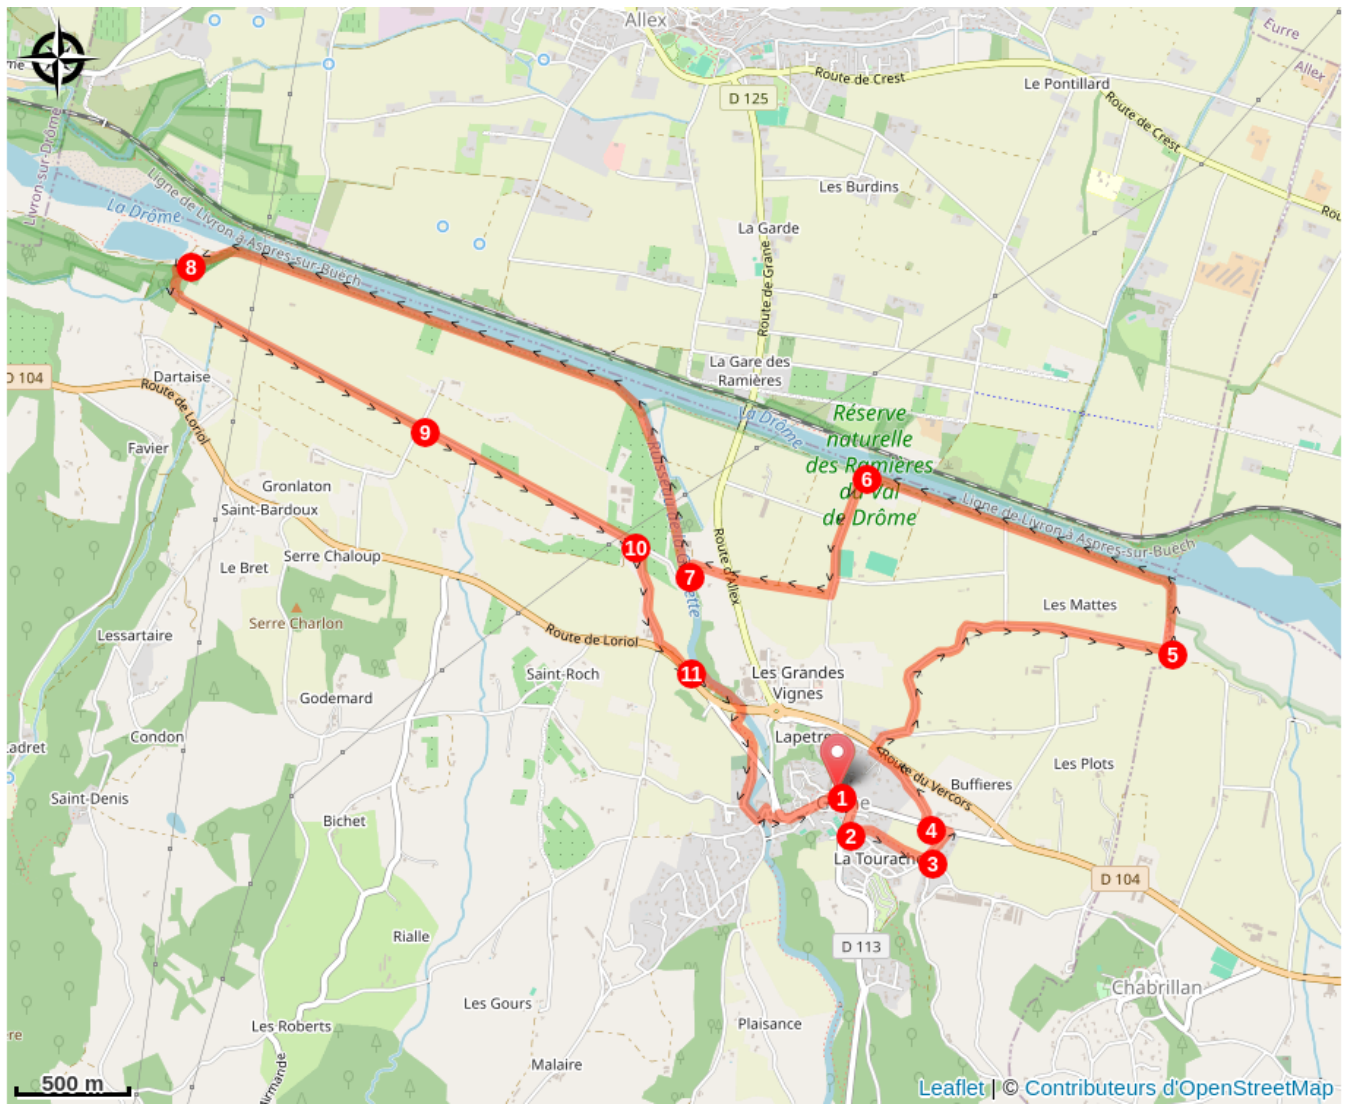 Allex
Eurre
Allex
me
Route de Crest
Le Pontillard
D 125
Route de Crest
Livron-sur-Drôme
Ligne de Livron à Aspres-sur-Buech
La Drôme
Les Burdins
La Garde
Rou
Route de Grane
8
La Gare des
Ramières
D 104
Dartaise
Route de Loriol
La Drôme
Réserve
naturelle
des Ramières
du val
de Drôme
9
Favier
6
Gronlaton
Saint-Bardoux
Ligne de Livron à Aspres-sur-Buech
Route d'Allex
10
Serre Chaloup
Le Bret
7
Les Mattes
Serre Charlon
Lessartaire
Route de Loriol
5
Saint-Roch
11
Les Grandes
Vignes
Godemard
Condon
Lapetre
adret
Route du Vercors
Les Plots
Buffieres
Saint-Denis
1
Bichet
2
4
La Tourache
3
D 104
Rialle
D 113
Chabrillan
Les Gours
Les Roberts
Plaisance
ère
Malaire
Mirmande
500 m
Leaflet | © Contributeurs d'OpenStreetMap